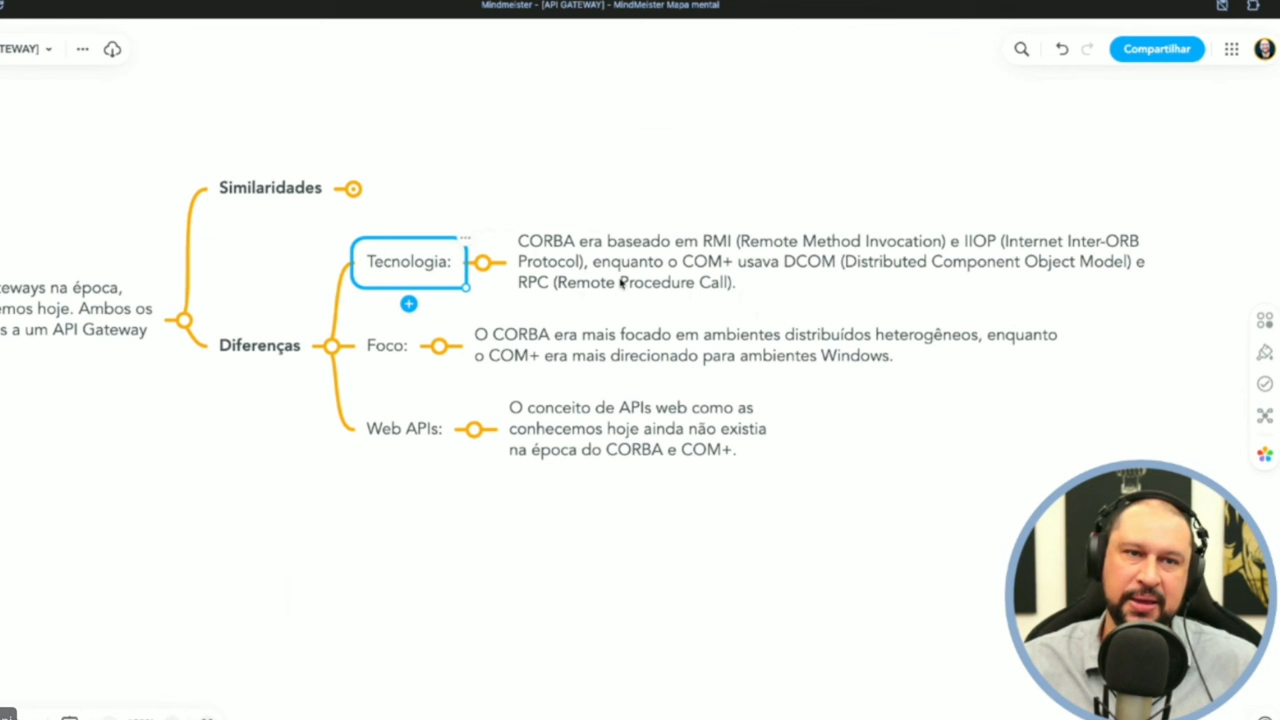 Mindmeister - [API GATEWAY] - MindMeister Mapa mental
TEWAY]
Compartilhar
Similaridades
CORBA era baseado em RMI (Remote Method Invocation) e IIOP (Internet Inter-ORB
Tecnologia:
Protocol), enquanto o COM+ usava DCOM (Distributed Component Object Model) e
RPC (Remote Procedure Call).
teways na época,
emos hoje. Ambos os
s a um API Gateway
Diferenças
Foco:
O CORBA era mais focado em ambientes distribuídos heterogêneos, enquanto
o COM+ era mais direcionado para ambientes Windows.
Web APIs:
O conceito de APIs web como as
conhecemos hoje ainda não existia
na época do CORBA e COM+.